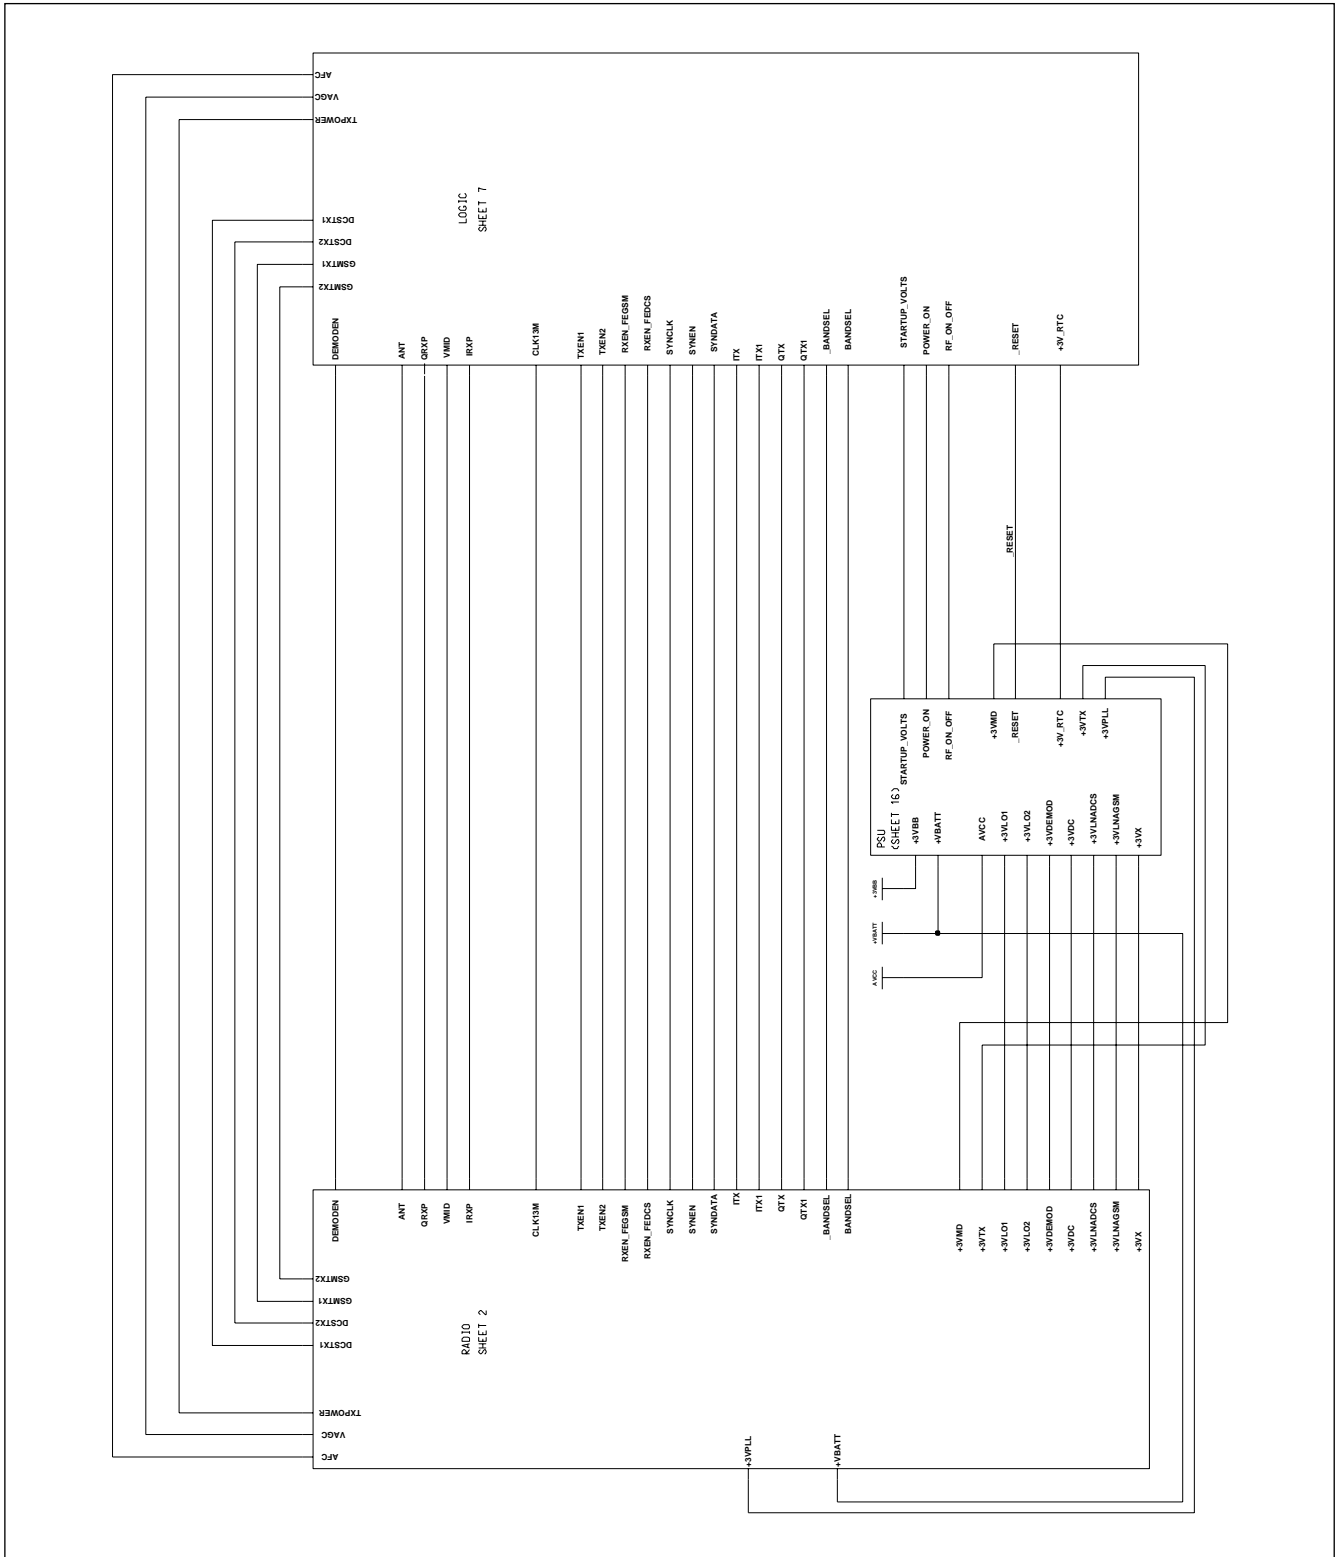 AFC
VAGC
TXPOWER
DCSTX1
DCSTX2
GSMTX1
GSMTX2
LOGIC
SHEET 7
DEMODEN
ANT
QRXP
VMID
IRXP
CLK13M
TXEN1
TXEN2
RXEN_FEGSM
RXEN_FEDCS
SYNCLK
SYNEN
SYNDATA
ITX
ITX1
QTX
QTX1
_BANDSEL
BANDSEL
STARTUP_VOLTS
POWER_ON
RF_ON_OFF
_RESET
+3V_RTC
_RESET
PSU
(SHEET 16)
STARTUP_VOLTS
POWER_ON
RF_ON_OFF
+3VMD
_RESET
+3V_RTC
+3VTX
+3VPLL
+3VBB
+VBATT
AVCC
+3VLO1
+3VLO2
+3VDEMOD
+3VDC
+3VLNADCS
+3VLNAGSM
+3VX
+3VBB
+VBATT
AVCC
DEMODEN
ANT
QRXP
VMID
IRXP
CLK13M
TXEN1
TXEN2
RXEN_FEGSM
RXEN_FEDCS
SYNCLK
SYNEN
SYNDATA
ITX
ITX1
QTX
QTX1
_BANDSEL
BANDSEL
+3VMD
+3VTX
+3VLO1
+3VLO2
+3VDEMOD
+3VDC
+3VLNADCS
+3VLNAGSM
+3VX
GSMTX2
GSMTX1
DCSTX2
DCSTX1
RADIO
SHEET 2
TXPOWER
VAGC
AFC
+3VPLL
+VBATT